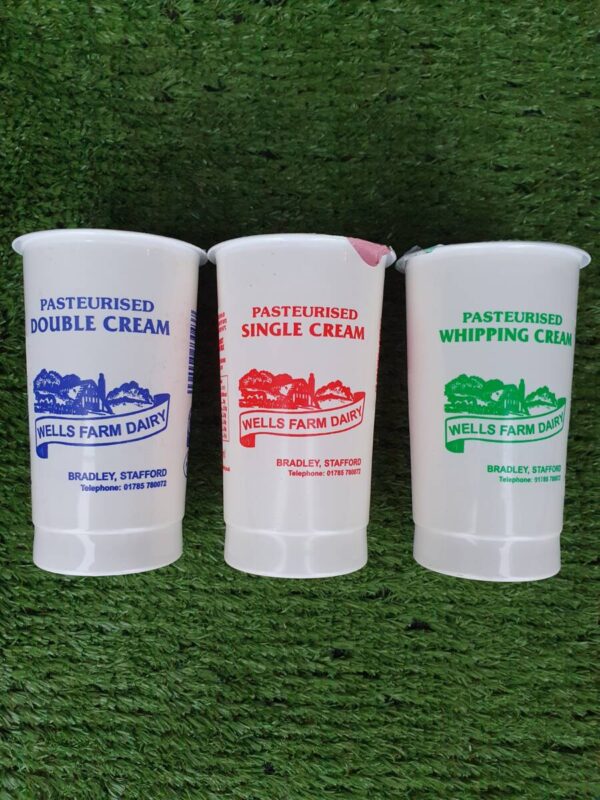 PASTEURISED
DOUBLE CREAM
WELLS FARM DAIRY
BRADLEY, STAFFORD
Telephone: 01785 780072
PASTEURISED
SINGLE CREAM
WELLS FARM DAIRY
BRADLEY, STAFFORD
Telephone: 01785 780072
PASTEURISED
WHIPPING CREAM
WELLS FARM DAIRY
BRADLEY, STAFFORD
Telephone: 01785 780072